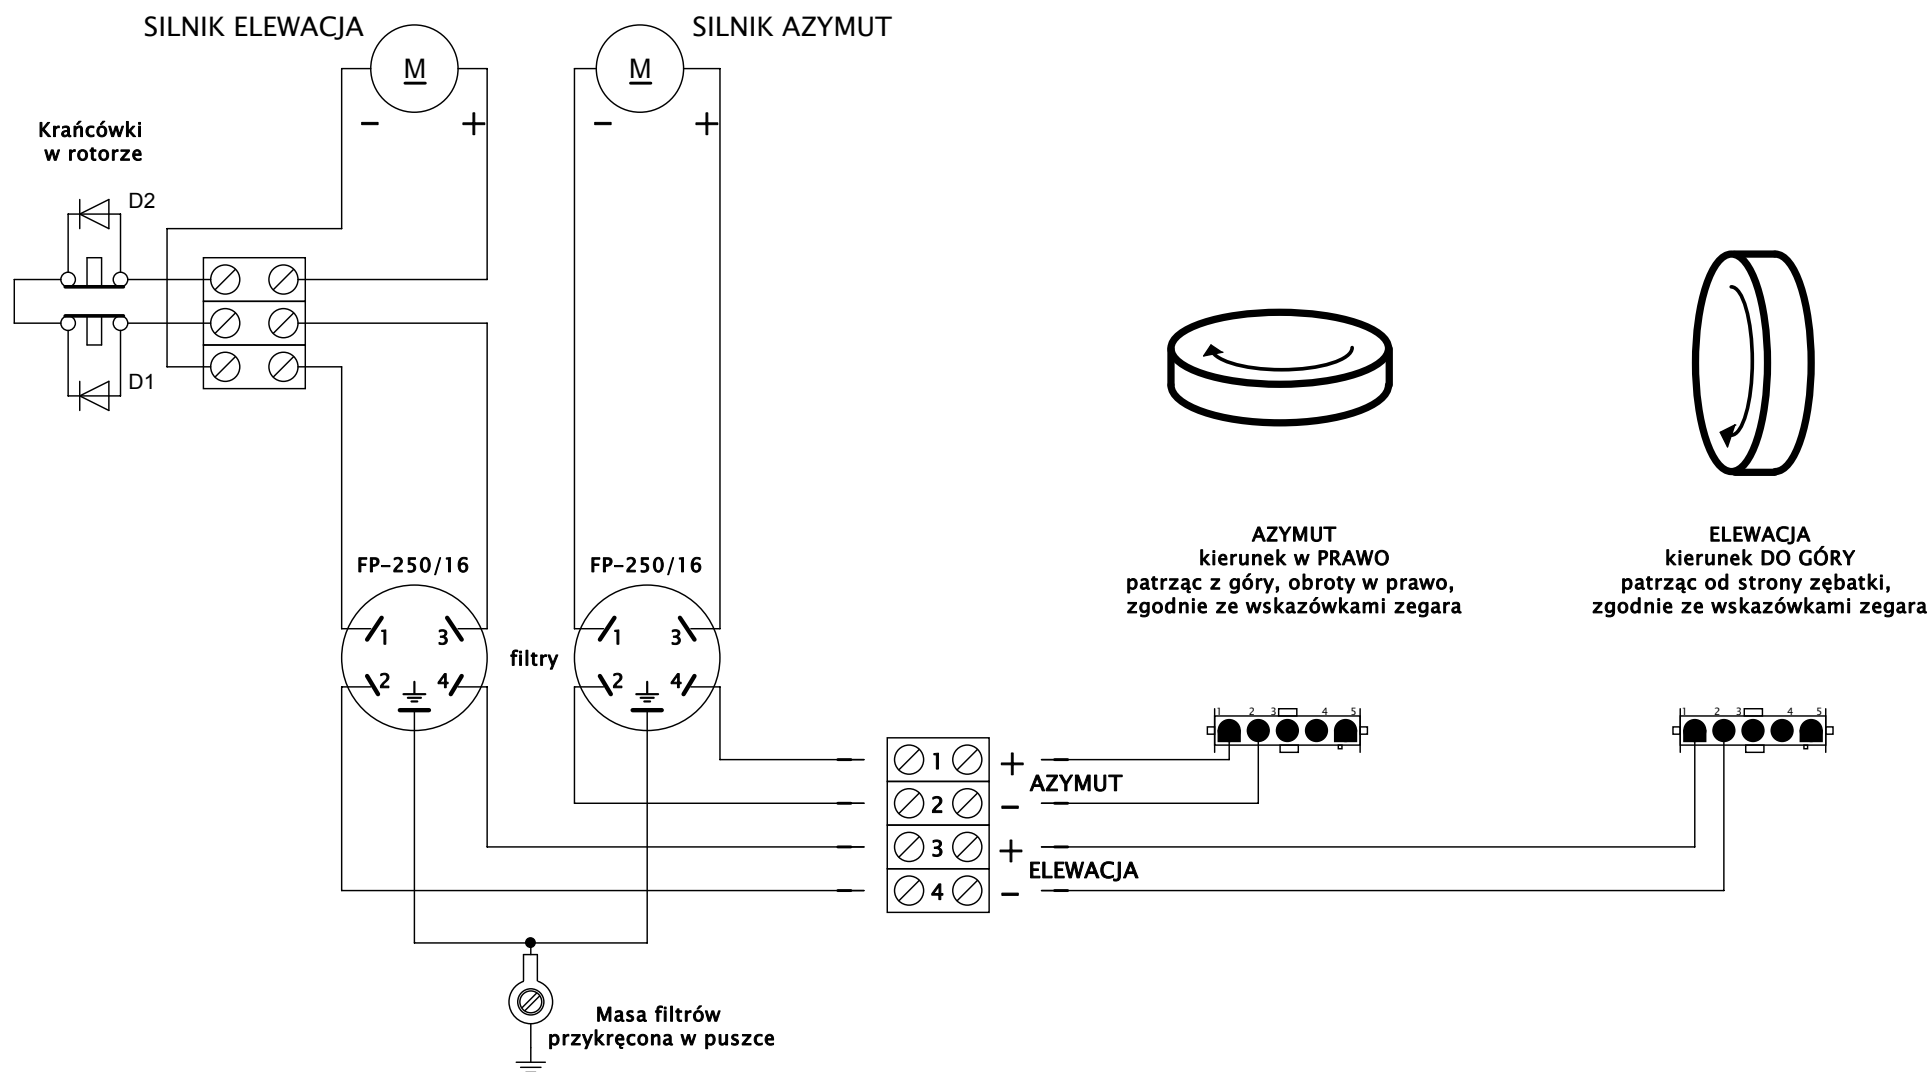 SILNIK ELEWACJA
SILNIK AZYMUT
M
M
–
+
–
+
Krańcówki
w rotorze
D2
D1
FP–250/16
FP–250/16
1
3
2
4
filtry
1
3
2
4
AZYMUT
kierunek w PRAWO
patrząc z góry, obroty w prawo,
zgodnie ze wskazówkami zegara
ELEWACJA
kierunek DO GÓRY
patrząc od strony zębatki,
zgodnie ze wskazówkami zegara
1 2 3 4 5
1 2 3 4 5
1 +
AZYMUT
2 –
3 +
ELEWACJA
4 –
Masa filtrów
przykręcona w puszce